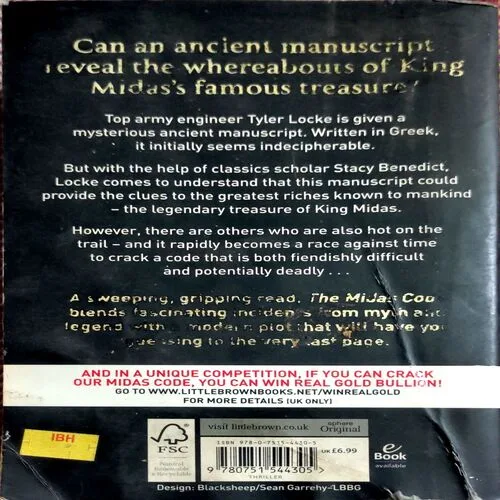 Can an ancient manuscript
reveal the whereabouts of King
Midas's famous treasure?
Top army engineer Tyler Locke is given a
mysterious ancient manuscript. Written in Greek,
it initially seems indecipherable.
But with the help of classics scholar Stacy Benedict,
Locke comes to understand that this manuscript could
provide the clues to the greatest riches known to mankind
– the legendary treasure of King Midas.
However, there are others who are also hot on the
trail – and it rapidly becomes a race against time
to crack a code that is both fiendishly difficult
and potentially deadly . . .
A sweeping, gripping read, The Midas Cod
blends fascinating incidents from myth and
legend with a modern plot that will have you
guessing to the very last page.
AND IN A UNIQUE COMPETITION, IF YOU CAN CRACK
OUR MIDAS CODE, YOU CAN WIN REAL GOLD BULLION!
GO TO WWW.LITTLEBROWNBOOKS.NET/WINREALGOLD
FOR MORE DETAILS (UK ONLY)
IBH
FSC
Natural
Renewable
& Recyclable
visit littlebrown.co.uk
sphere
Original
ISBN 978-0-7515-4430-5
UK £6.99
9 780751 544305 >
THRILLER
eBook
available
Design: Blacksheep/Sean Garrehy-LBBG